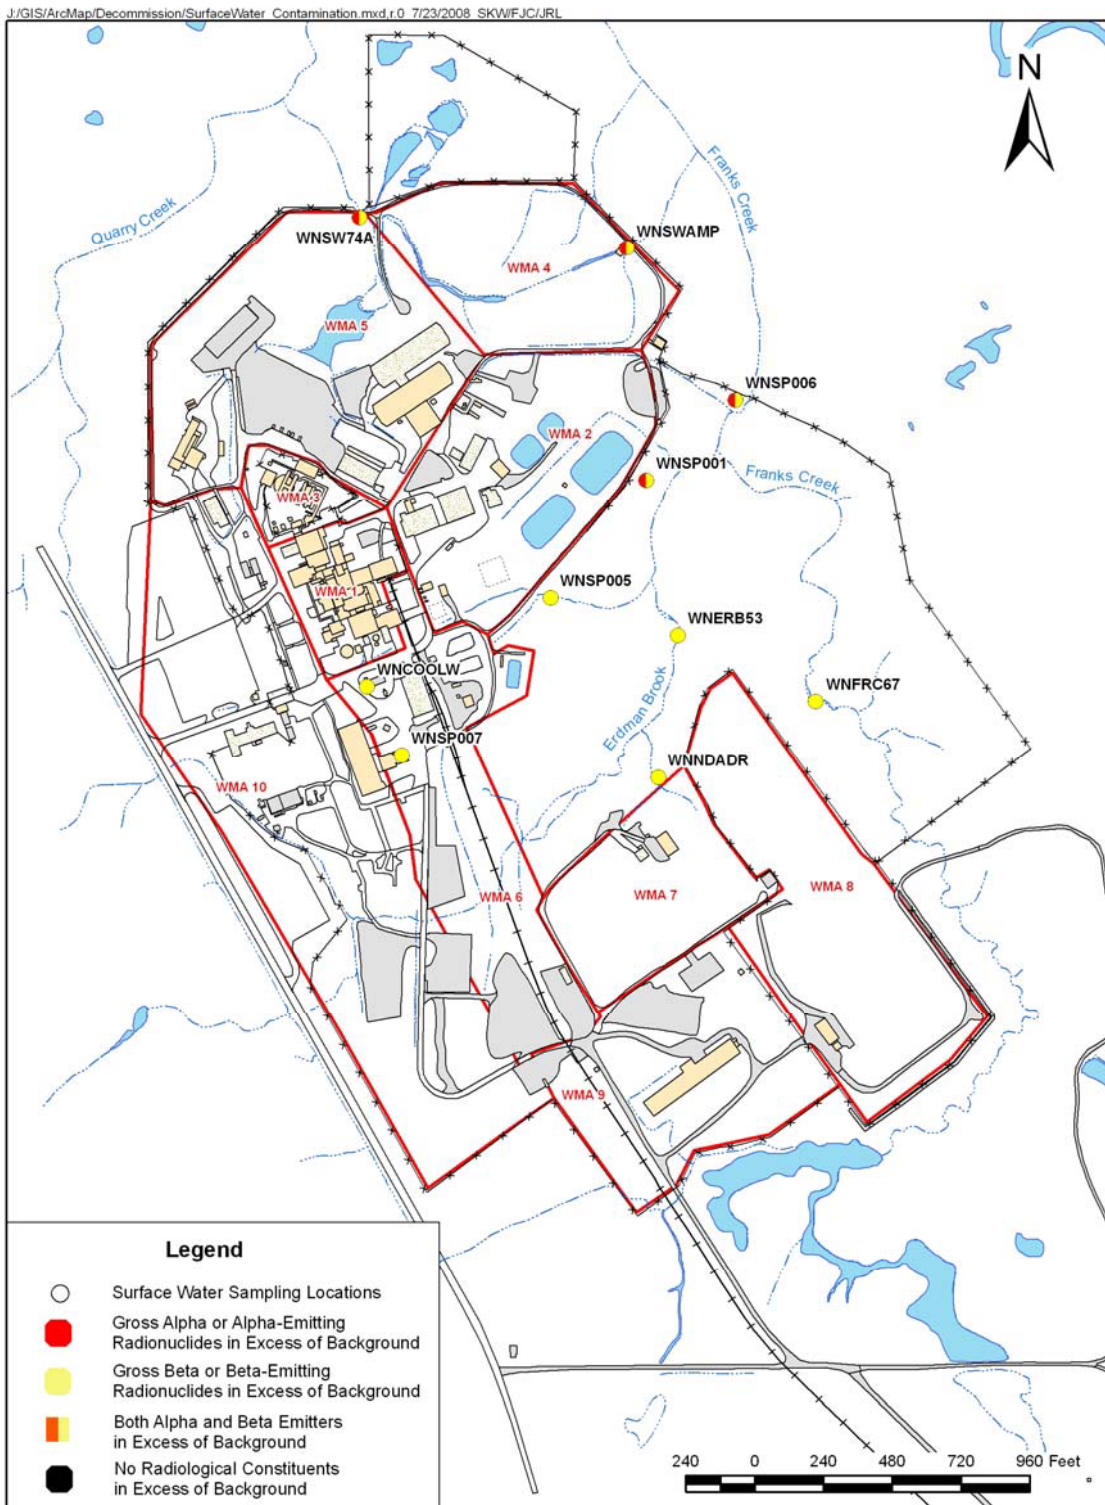 J:/GIS/ArcMap/Decommission/SurfaceWater_Contamination.mxd,r.0 7/23/2008 SKW/FJC/JRL
N
Franks Creek
Quarry Creek
WNSW74A
WNSWAMP
WMA 4
WMA 5
WNSP006
WMA 2
WNSP001
Franks Creek
WMA 3
WMA 1
WNSP005
WNERB53
WNCOOLW
WNFRC67
Erdman Brook
WNSP007
WNNDADR
WMA 10
WMA 6
WMA 7
WMA 8
WMA 9
Legend
Surface Water Sampling Locations
Gross Alpha or Alpha-Emitting
Radionuclides in Excess of Background
Gross Beta or Beta-Emitting
Radionuclides in Excess of Background
Both Alpha and Beta Emitters
in Excess of Background
No Radiological Constituents
in Excess of Background
240 0 240 480 720 960 Feet